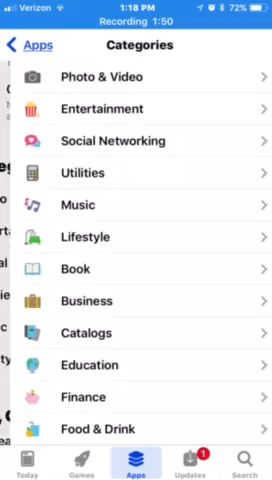 Verizon 1:18 PM 72%
Recording 1:50
Apps Categories
Photo & Video
Entertainment
Social Networking
Utilities
Music
Lifestyle
Book
Business
Catalogs
Education
Finance
Food & Drink
1
Today Games Apps Updates Search